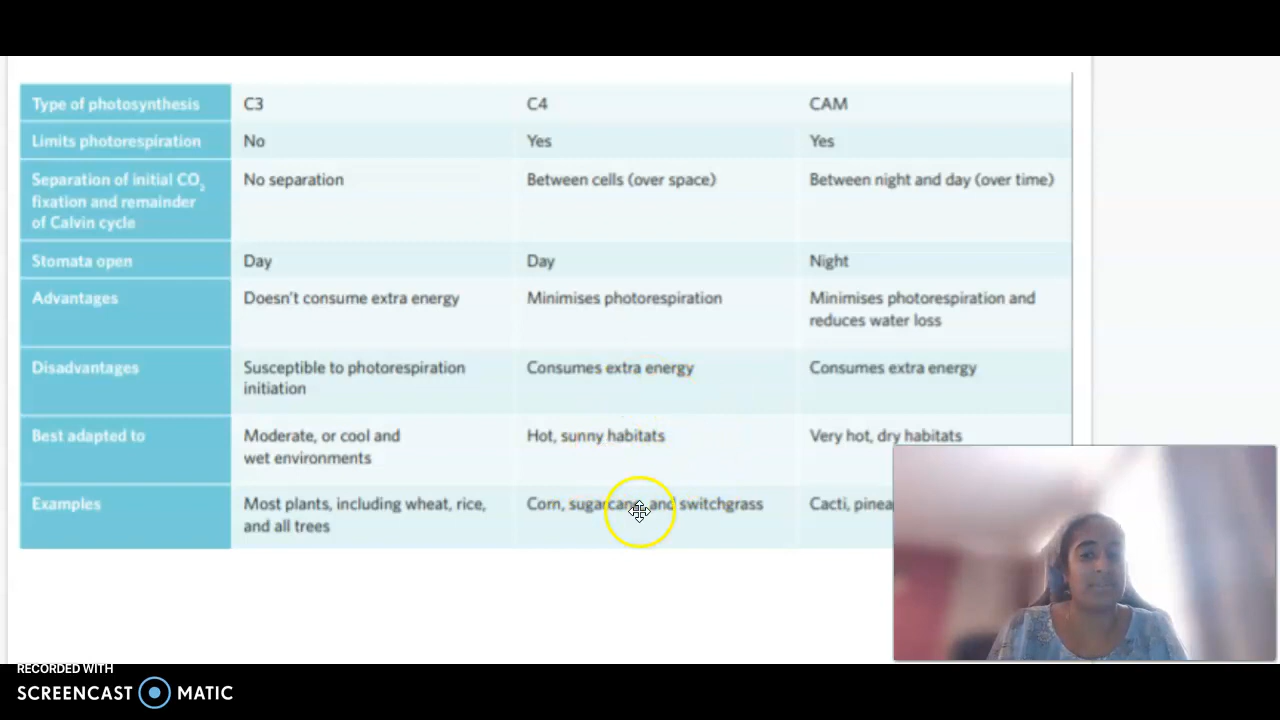 Type of photosynthesis C3 C4 CAM
Limits photorespiration No Yes Yes
Separation of initial CO₂ No separation Between cells (over space) Between night and day (over time)
fixation and remainder
of Calvin cycle
Stomata open Day Day Night
Advantages Doesn't consume extra energy Minimises photorespiration Minimises photorespiration and
reduces water loss
Disadvantages Susceptible to photorespiration Consumes extra energy Consumes extra energy
initiation
Best adapted to Moderate, or cool and Hot, sunny habitats Very hot, dry habitats
wet environments
Examples Most plants, including wheat, rice, Corn, sugarcane, and switchgrass Cacti,
and all trees
RECORDED WITH
SCREENCAST MATIC